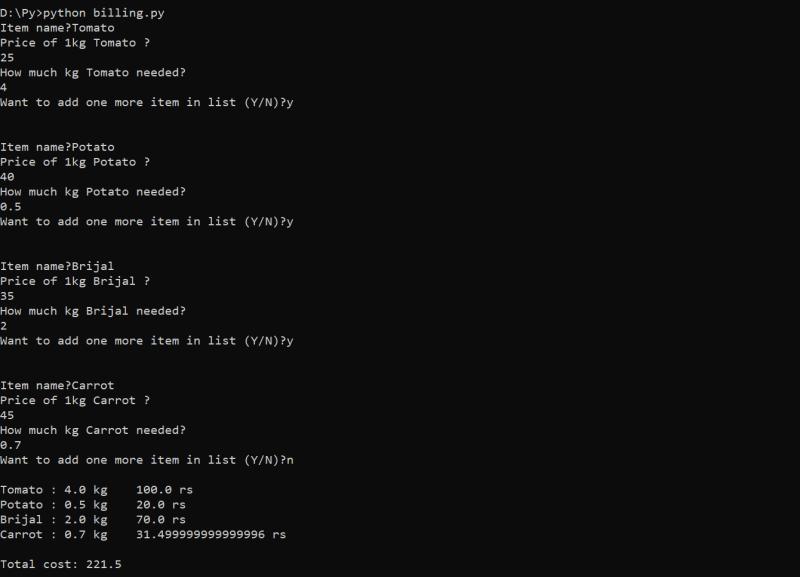 D:\Py>python billing.py
Item name?Tomato
Price of 1kg Tomato ?
25
How much kg Tomato needed?
4
Want to add one more item in list (Y/N)?y
Item name?Potato
Price of 1kg Potato ?
40
How much kg Potato needed?
0.5
Want to add one more item in list (Y/N)?y
Item name?Brijal
Price of 1kg Brijal ?
35
How much kg Brijal needed?
2
Want to add one more item in list (Y/N)?y
Item name?Carrot
Price of 1kg Carrot ?
45
How much kg Carrot needed?
0.7
Want to add one more item in list (Y/N)?n
Tomato : 4.0 kg    100.0 rs
Potato : 0.5 kg    20.0 rs
Brijal : 2.0 kg    70.0 rs
Carrot : 0.7 kg    31.499999999999996 rs
Total cost: 221.5